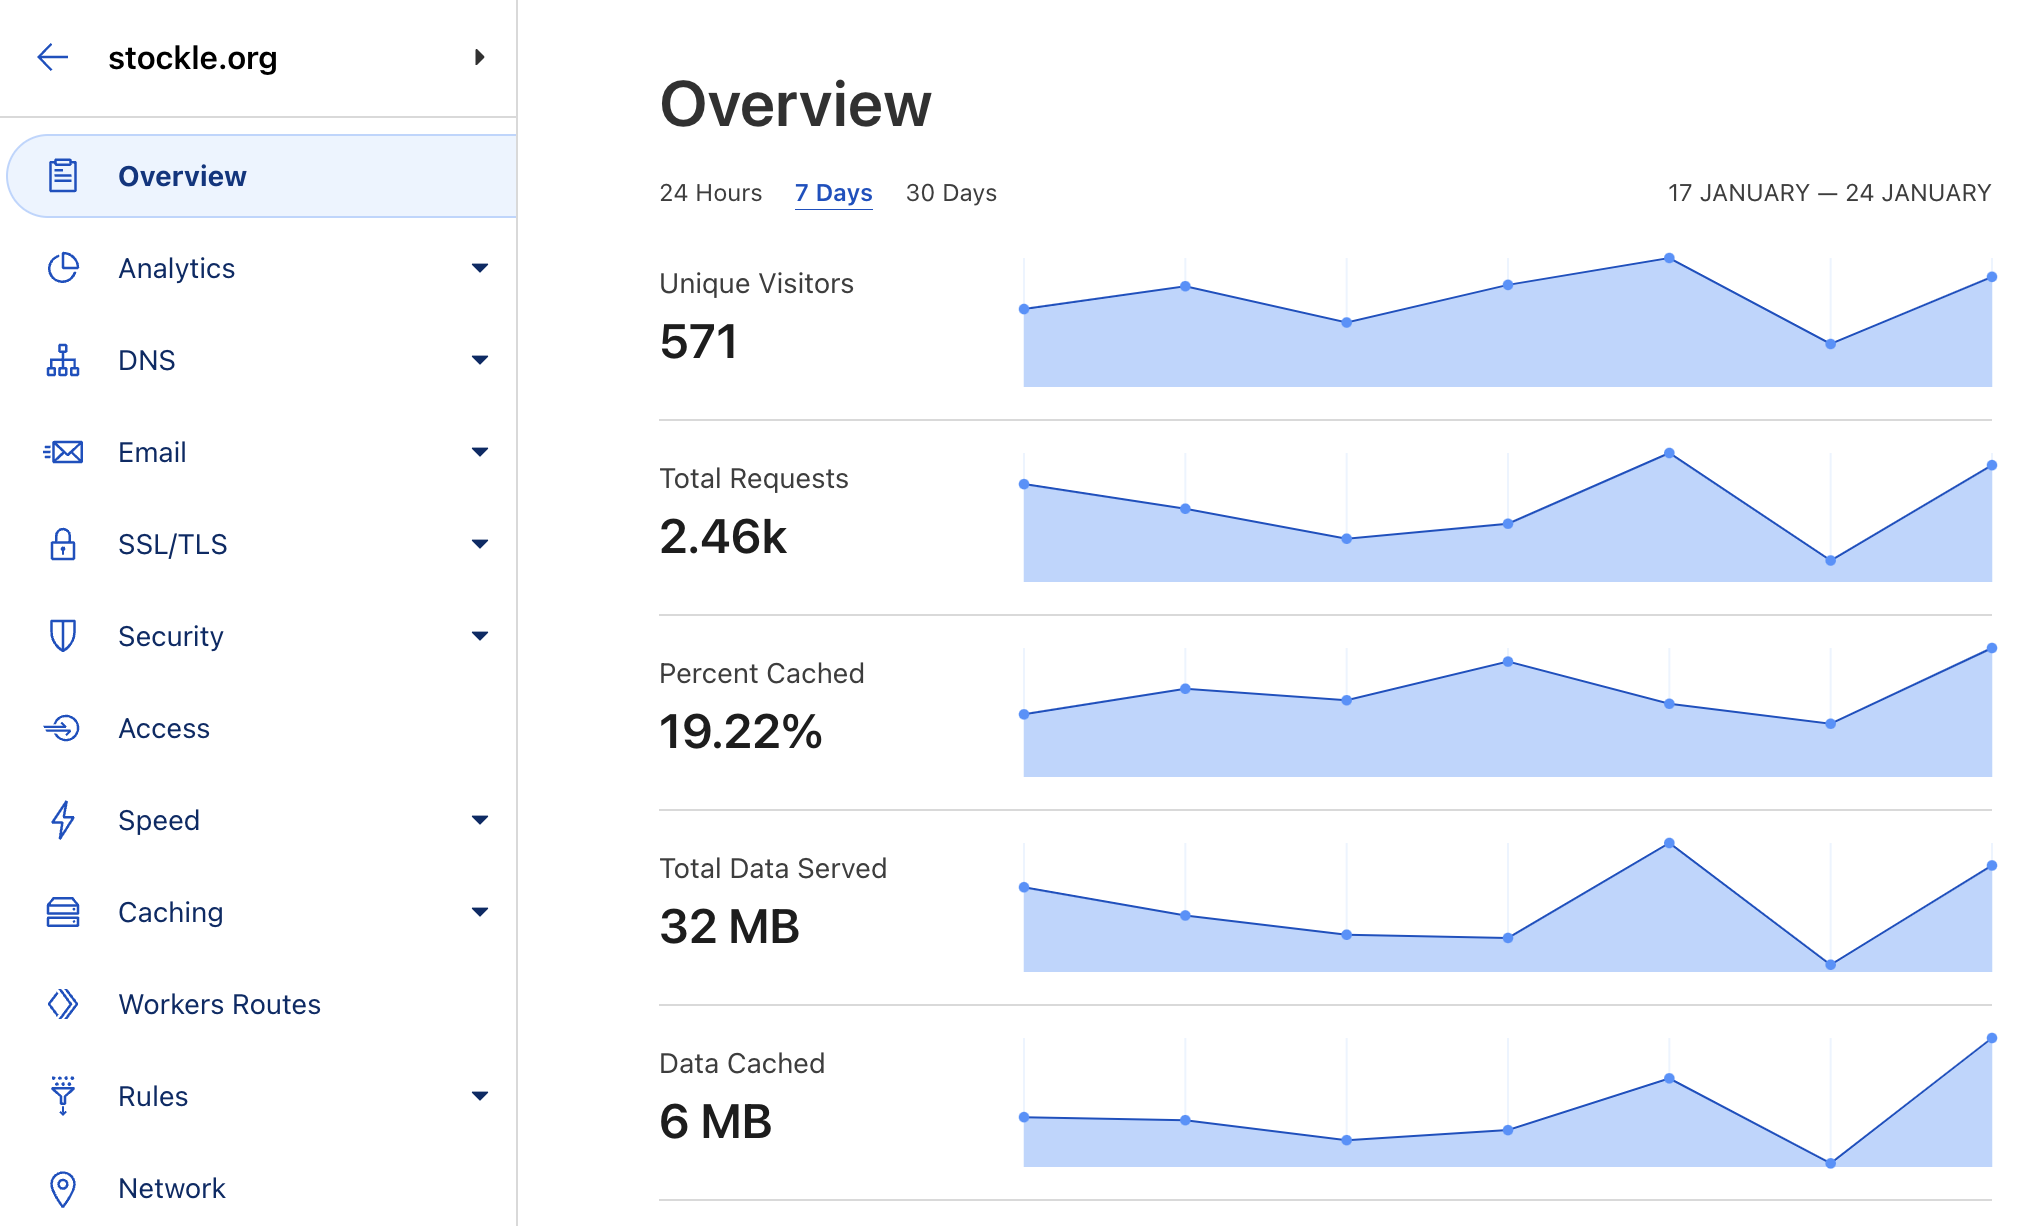 stockle.org
Overview
Analytics
DNS
Email
SSL/TLS
Security
Access
Speed
Caching
Workers Routes
Rules
Network
Overview
24 Hours 7 Days 30 Days 17 JANUARY — 24 JANUARY
Unique Visitors
571
Total Requests
2.46k
Percent Cached
19.22%
Total Data Served
32 MB
Data Cached
6 MB